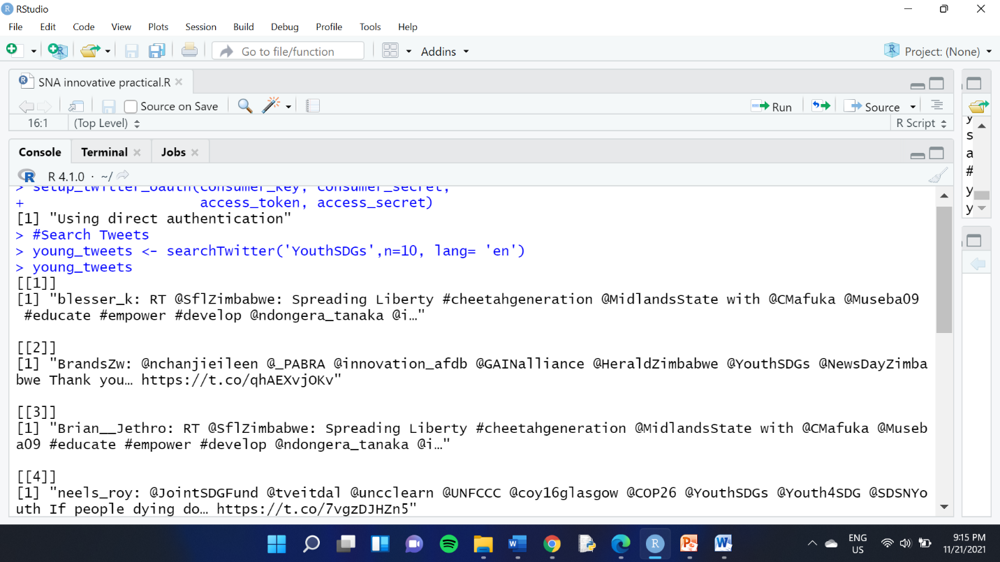 RStudio
File Edit Code View Plots Session Build Debug Profile Tools Help
Go to file/function Addins Project: (None)
SNA innovative practical.R
Source on Save Run Source
16:1 (Top Level) R Script
Console Terminal Jobs
R 4.1.0 · ~/
> setup_twitter_oauth(consumer_key, consumer_secret,
+ access_token, access_secret)
[1] "Using direct authentication"
> #Search Tweets
> young_tweets <- searchTwitter('YouthSDGs',n=10, lang= 'en')
> young_tweets
[[1]]
[1] "blesser_k: RT @SflZimbabwe: Spreading Liberty #cheetahgeneration @MidlandsState with @CMafuka @Museba09
#educate #empower #develop @ndongera_tanaka @i…"
[[2]]
[1] "BrandsZw: @nchanjieileen @_PABRA @innovation_afdb @GAINalliance @HeraldZimbabwe @YouthSDGs @NewsDayZimba
bwe Thank you… https://t.co/qhAEXvjOKv"
[[3]]
[1] "Brian__Jethro: RT @SflZimbabwe: Spreading Liberty #cheetahgeneration @MidlandsState with @CMafuka @Museb
a09 #educate #empower #develop @ndongera_tanaka @i…"
[[4]]
[1] "neels_roy: @JointSDGFund @tveitdal @uncclearn @UNFCCC @coy16glasgow @COP26 @YouthSDGs @Youth4SDG @SDSNYo
uth If people dying do… https://t.co/7vgzDJHZn5"
y
s
a
#
y
y
ENG
US
9:15 PM
11/21/2021